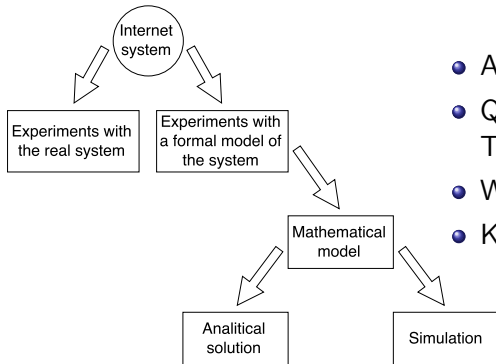 Internet
system
Experiments with
the real system
Experiments with
a formal model of
the system
Mathematical
model
Analitical
solution
Simulation
A
Q
T
W
K